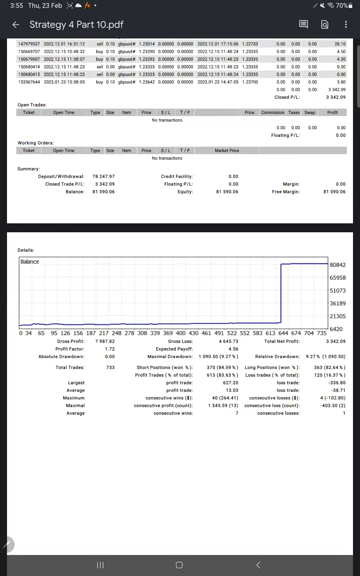 3:55 Thu, 23 Feb
70%
Strategy 4 Part 10.pdf
147979537 2022.12.01 16:51:12 sell 0.10 gbpusd# 1.23014 0.00000 0.00000 2022.12.15 17:15:06 1.22733 0.00 0.00 0.00 28.10
150669707 2022.12.15 10:48:32 buy 0.10 gbpusd# 1.23290 0.00000 0.00000 2022.12.15 11:48:24 1.23335 0.00 0.00 0.00 4.50
2022.12.15 11:38:07 buy 0.10 gbpusd# 0.00000 0.00000 2022.12.15 11:48:23 1.23335 0.00 0.00 0.00
150680414 2022.12.15 11:48:23 sell 0.10 gbpusd# 1.23335 0.00000 0.00000 2022.12.15 11:48:24 1.23335 0.00 0.00 0.00 0.00
150680415 2022.12.15 11:48:24 sell 0.10 gbpusd# 1.23335 0.00000 0.00000 2022.12.15 11:48:24 1.23335 0.00 0.00 0.00 0.00
153567644 2023.01.23 13:08:05 buy 0.10 gbpusd# 1.23642 0.00000 0.00000 2023.01.23 14:47:05 1.23700 0.00 0.00 0.00 5.80
0.00 0.00 0.00 3 342.09
Closed P/L: 3 342.09
Open Trades:
Ticket Open Time Type Size Item Price S / L T / P Price Commission Taxes Swap Profit
No transactions
0.00 0.00 0.00 0.00
Floating P/L: 0.00
Working Orders:
Ticket Open Time Type Size Item Price S / L T / P Market Price
No transactions
Summary:
Deposit/Withdrawal: 78 247.97 Credit Facility: 0.00
Closed Trade P/L: 3 342.09 Floating P/L: 0.00 Margin: 0.00
Balance: 81 590.06 Equity: 81 590.06 Free Margin: 81 590.06
Details:
Balance
80842
65958
51073
36189
21305
6420
0 34 65 95 126 156 187 217 248 278 309 339 369 400 430 461 491 522 552 583 613 644 674 704 735
Gross Profit: 7 987.82 Gross Loss: 4 645.73 Total Net Profit: 3 342.09
Profit Factor: 1.72 Expected Payoff: 4.56
Absolute Drawdown: 0.00 Maximal Drawdown: 1 090.50 (9.27%) Relative Drawdown: 9.27% (1 090.50)
Total Trades: 733 Short Positions (won %): 370 (84.59%) Long Positions (won %): 363 (82.64%)
Profit Trades (% of total): 613 (83.63%) Loss trades (% of total): 120 (16.37%)
Largest profit trade: 627.20 loss trade: -336.80
Average profit trade: 13.03 loss trade: -38.71
Maximum consecutive wins ($): 40 (264.41) consecutive losses ($): 4 (-102.80)
Maximal consecutive profit (count): 1 345.59 (13) consecutive loss (count): -403.50 (2)
Average consecutive wins: 7 consecutive losses: 1